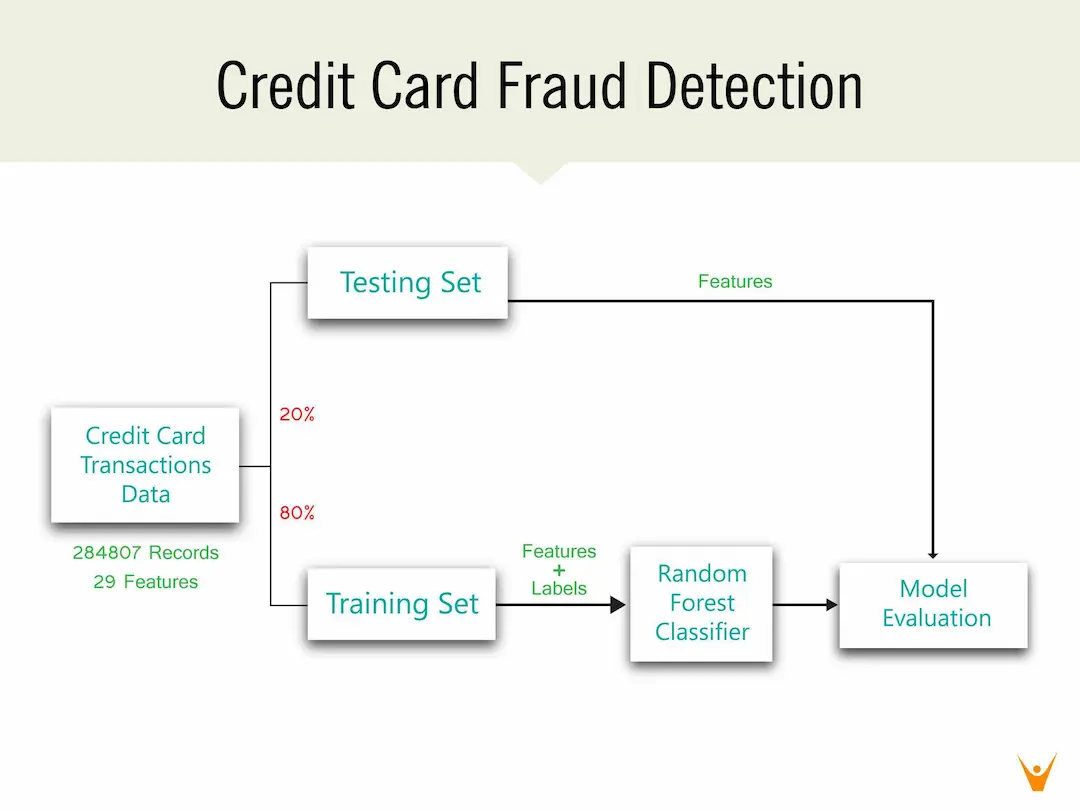 Credit Card Fraud Detection
Testing Set
Features
20%
Credit Card
Transactions
Data
80%
284807 Records
29 Features
Training Set
Features
+
Labels
Random
Forest
Classifier
Model
Evaluation